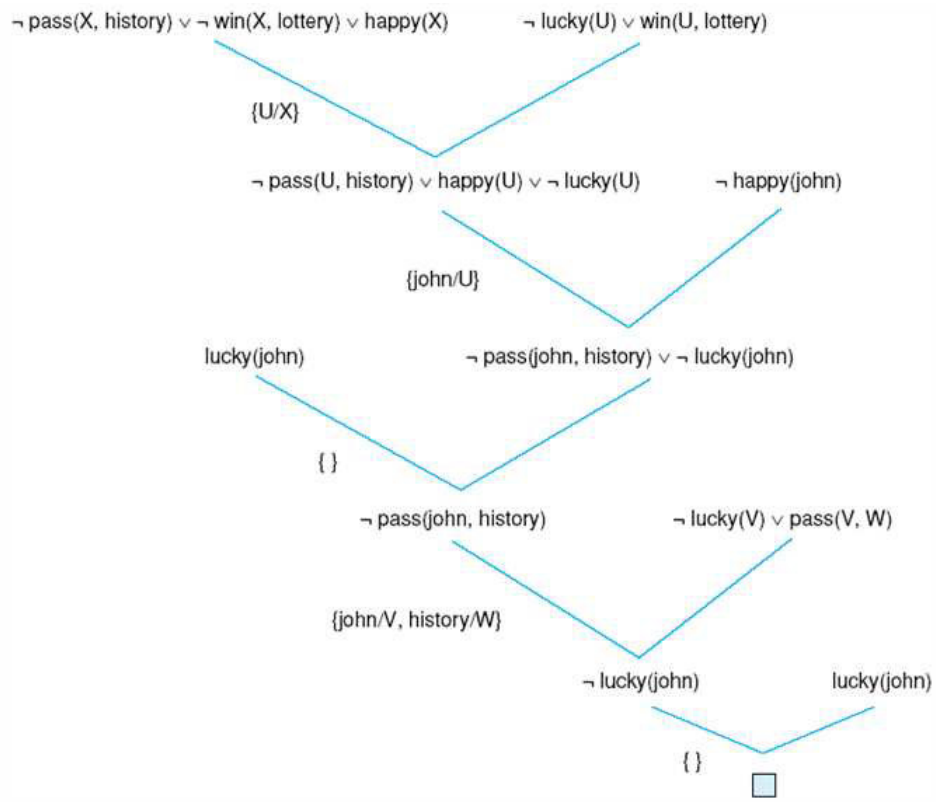 ¬ pass(X, history) ∨ ¬ win(X, lottery) ∨ happy(X)
¬ lucky(U) ∨ win(U, lottery)
{U/X}
¬ pass(U, history) ∨ happy(U) ∨ ¬ lucky(U)
¬ happy(john)
{john/U}
lucky(john)
¬ pass(john, history) ∨ ¬ lucky(john)
{ }
¬ pass(john, history)
¬ lucky(V) ∨ pass(V, W)
{john/V, history/W}
¬ lucky(john)
lucky(john)
{ }